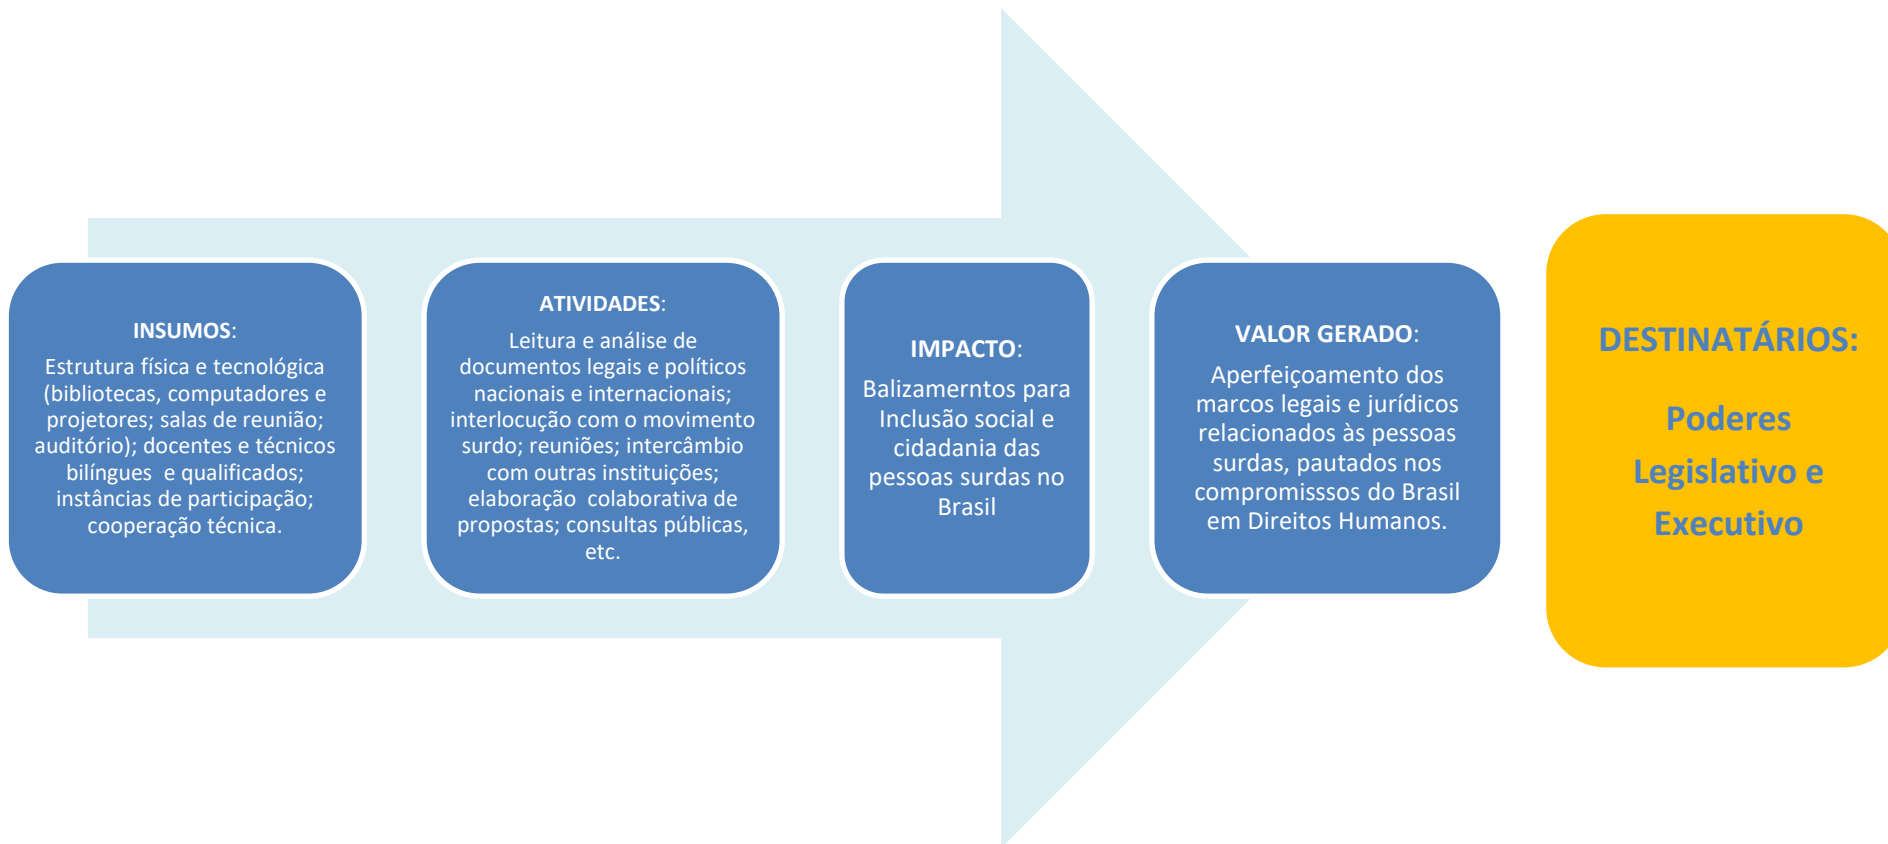 INSUMOS:
Estrutura física e tecnológica
(bibliotecas, computadores e
projetores; salas de reunião;
auditório); docentes e técnicos
bilíngues e qualificados;
instâncias de participação;
cooperação técnica.
ATIVIDADES:
Leitura e análise de
documentos legais e políticos
nacionais e internacionais;
interlocução com o movimento
surdo; reuniões; intercâmbio
com outras instituições;
elaboração colaborativa de
propostas; consultas públicas,
etc.
IMPACTO:
Balizamerntos para
Inclusão social e
cidadania das
pessoas surdas no
Brasil
VALOR GERADO:
Aperfeiçoamento dos
marcos legais e jurídicos
relacionados às pessoas
surdas, pautados nos
compromisssos do Brasil
em Direitos Humanos.
DESTINATÁRIOS:
Poderes
Legislativo e
Executivo